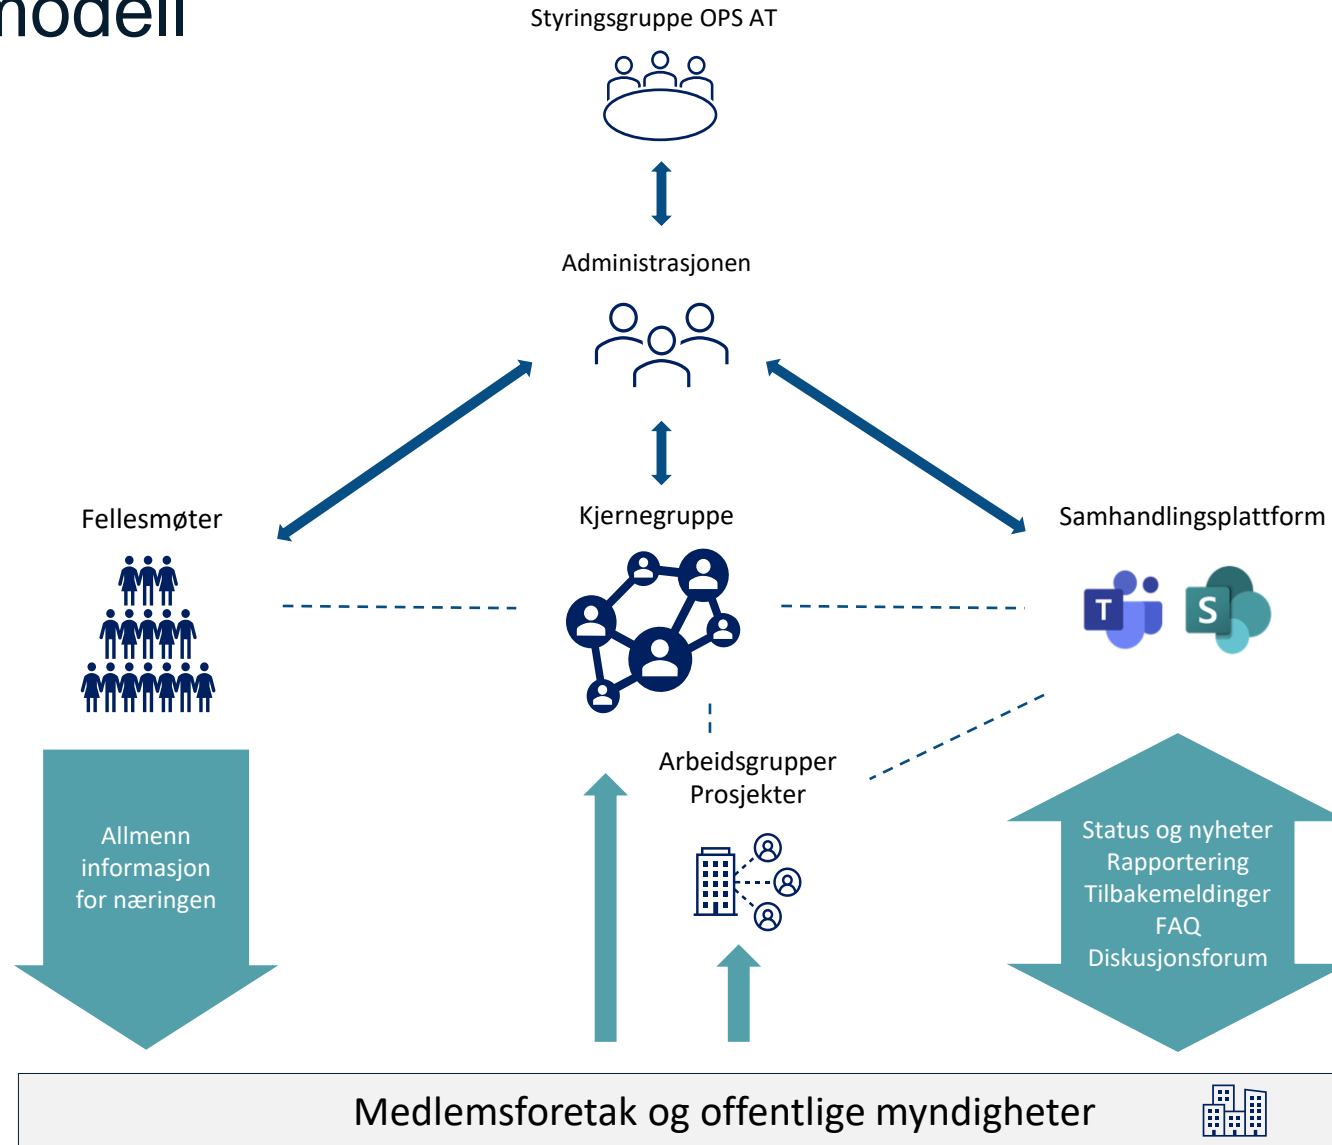 modell
Styringsgruppe OPS AT
Administrasjonen
Fellesmøter
Kjernegruppe
Samhandlingsplattform
T
S
Arbeidsgrupper
Prosjekter
Allmenn
informasjon
for næringen
Status og nyheter
Rapportering
Tilbakemeldinger
FAQ
Diskusjonsforum
Medlemsforetak og offentlige myndigheter